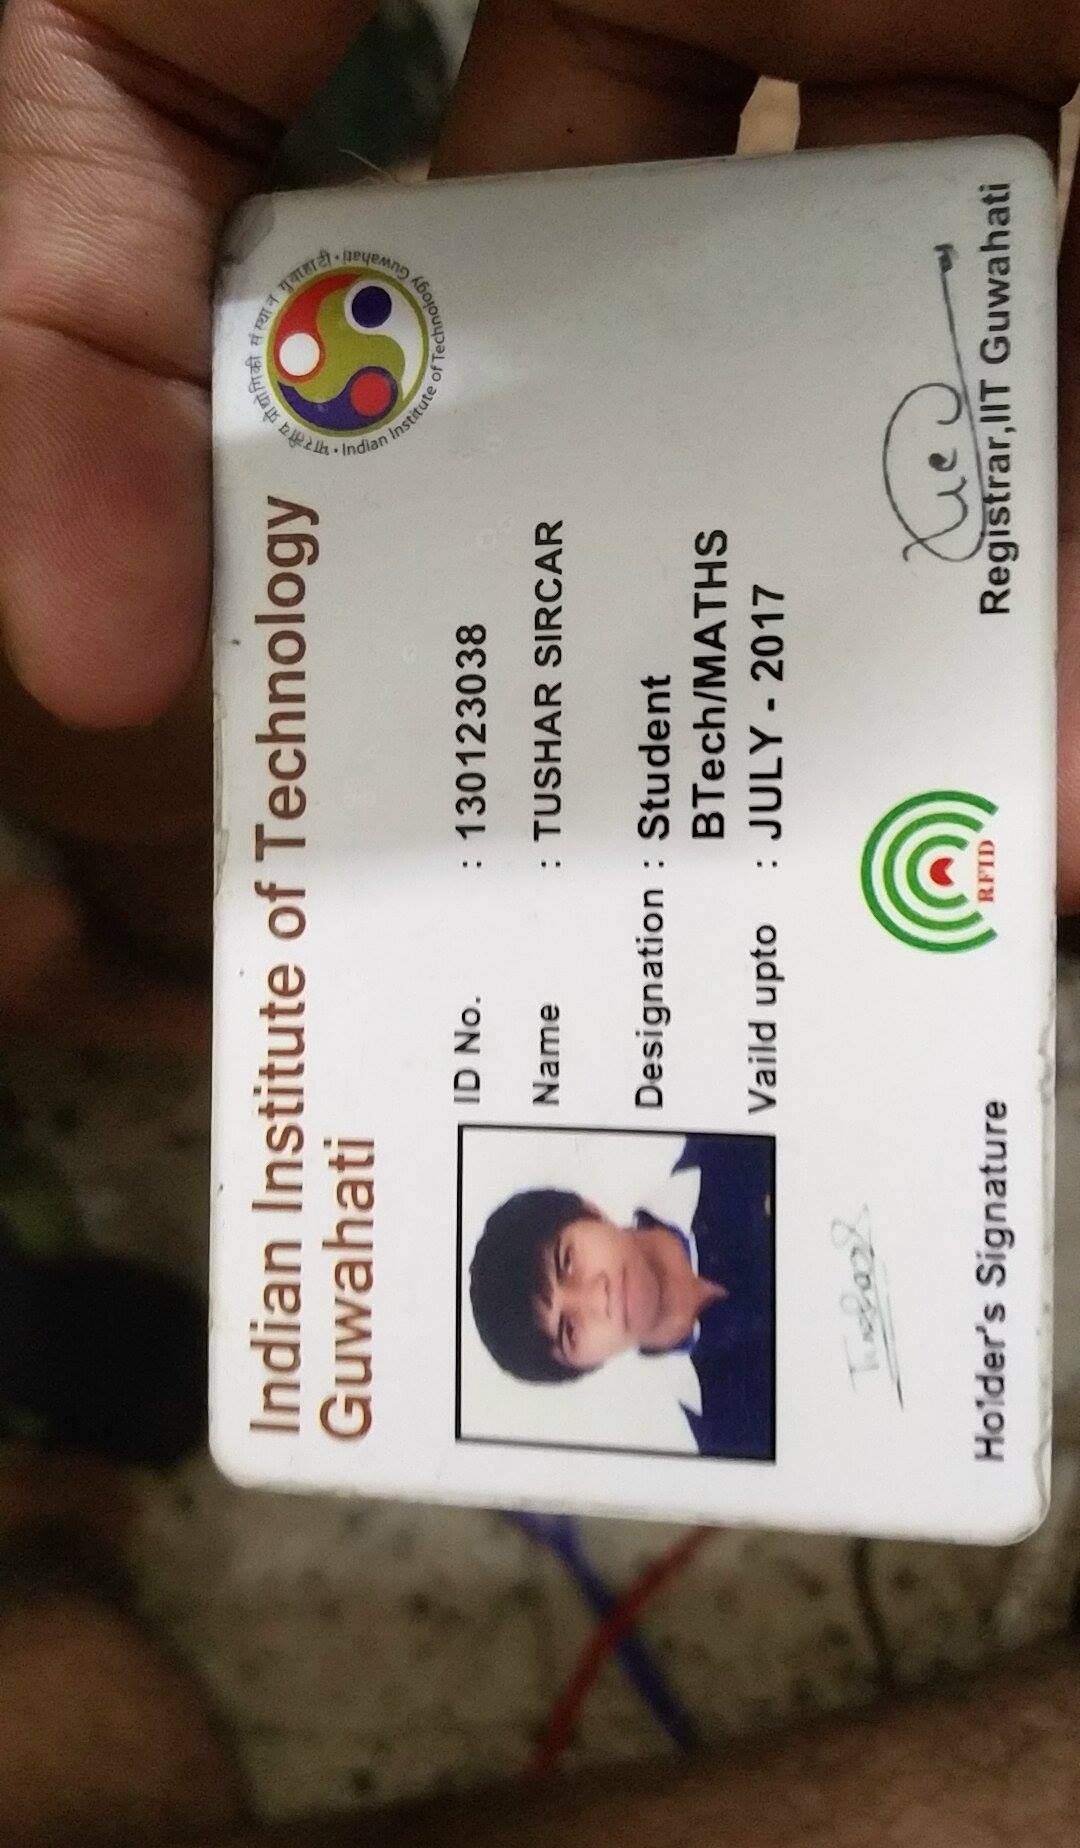 Indian Institute of Technology
Guwahati
भारतीय प्रौद्योगिकी संस्थान गुवाहाटी • Indian Institute of Technology Guwahati •
ID No. : 130123038
Name : TUSHAR SIRCAR
Designation : Student
BTech/MATHS
Vaild upto : JULY - 2017
Tushar
RFID
Holder's Signature
Registrar,IIT Guwahati